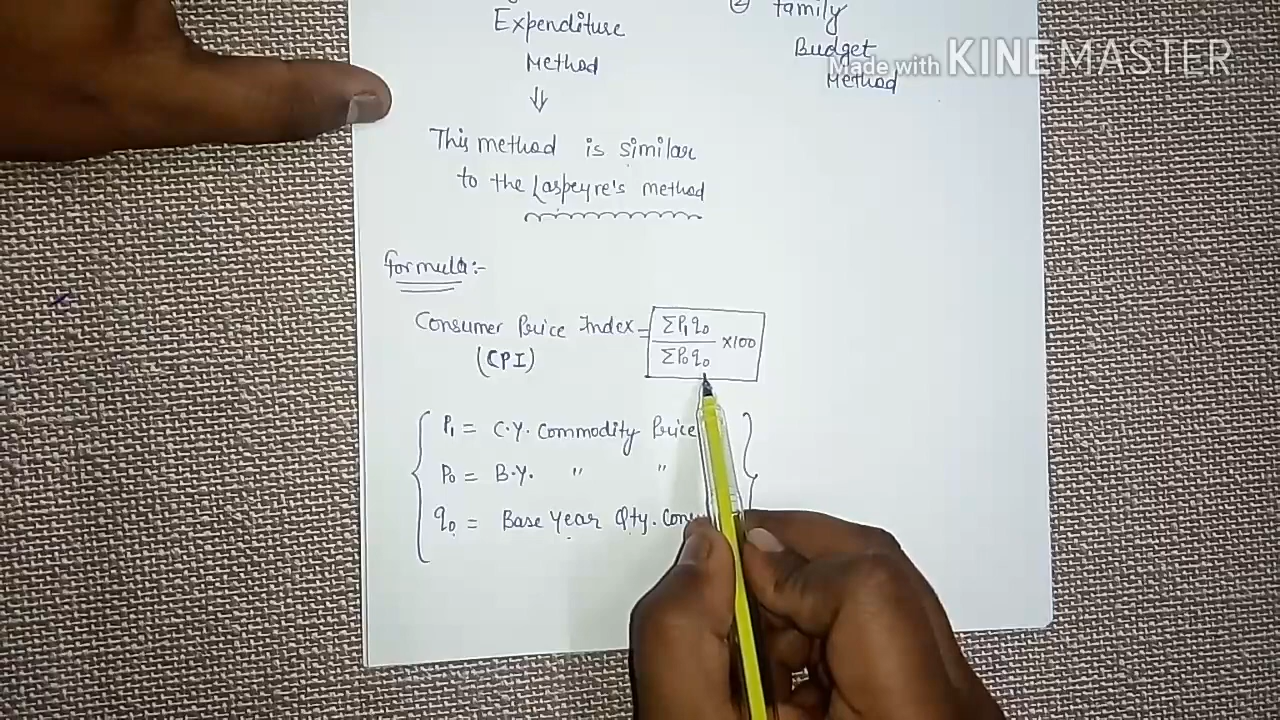 Expenditure
Method
⇓
This method is similar
to the Laspeyre's method
② Family
Budget
Method
Made with KINEMASTER
Formula:-
Consumer Price Index = ΣP₁q₀ / ΣP₀q₀ ×100
(CPI)
P₁ = C.Y. Commodity Price
P₀ = B.Y. " "
q₀ = Base Year Qty.